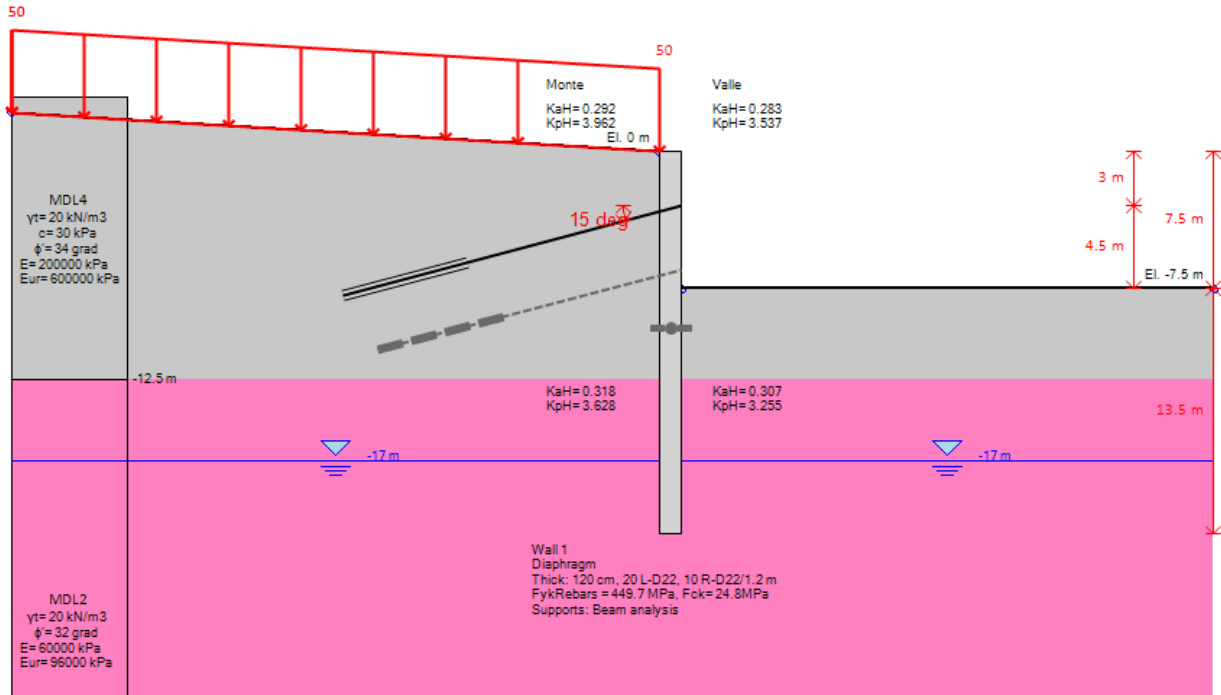 50
50
Monte
KaH= 0.292
KpH= 3.962
Valle
KaH= 0.283
KpH= 3.537
El. 0 m
3 m
7.5 m
4.5 m
15 deg
El. -7.5 m
MDL4
γt= 20 kN/m3
c= 30 kPa
ϕ'= 34 grad
E= 200000 kPa
Eur= 600000 kPa
-12.5 m
KaH= 0.318
KpH= 3.628
KaH= 0.307
KpH= 3.255
13.5 m
-17 m
-17 m
Wall 1
Diaphragm
Thick: 120 cm, 20 L-D22, 10 R-D22/1.2 m
FykRebars = 449.7 MPa, Fck= 24.8MPa
Supports: Beam analysis
MDL2
γt= 20 kN/m3
ϕ'= 32 grad
E= 60000 kPa
Eur= 96000 kPa